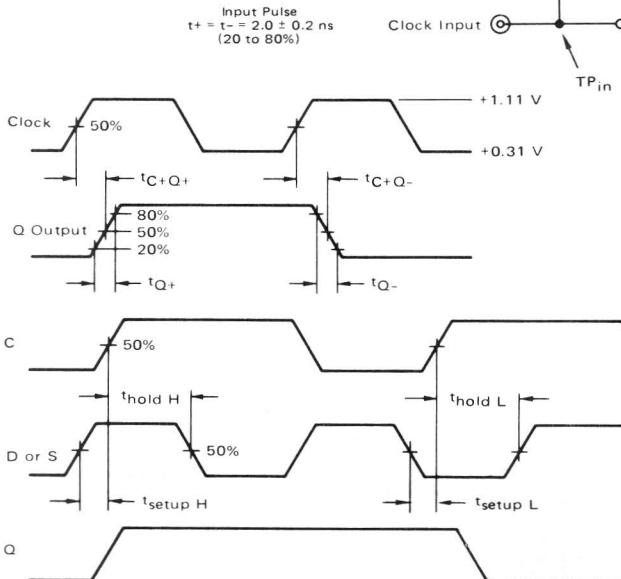 Input Pulse
t+ = t- = 2.0 ± 0.2 ns
(20 to 80%)
Clock Input
TPin
Clock
50%
+1.11 V
+0.31 V
tC+Q+
tC+Q-
Q Output
80%
50%
20%
tQ+
tQ-
C
50%
thold H
thold L
D or S
50%
tsetup H
tsetup L
Q